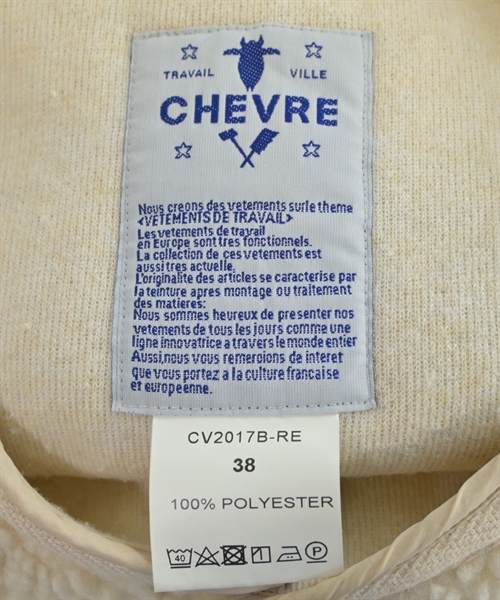 TRAVAIL VILLE
CHEVRE
Nous creons des vetements surle theme
<VETEMENTS DE TRAVAIL>
Les vetements de travail
en Europe sont tres fonctionnels.
La collection de ces vetements est
aussi tres actuelle.
L'originalite des articles se caracterise par
la teinture apres montage ou traitement
des matieres:
Nous sommes heureux de presenter nos
vetements de tous les jours comme une
ligne innovatrice a travers le monde entier
Aussi,nous vous remeroions de interet
que vous portez a la culture francaise
et europeenne.
CV2017B-RE
38
100% POLYESTER
40 P